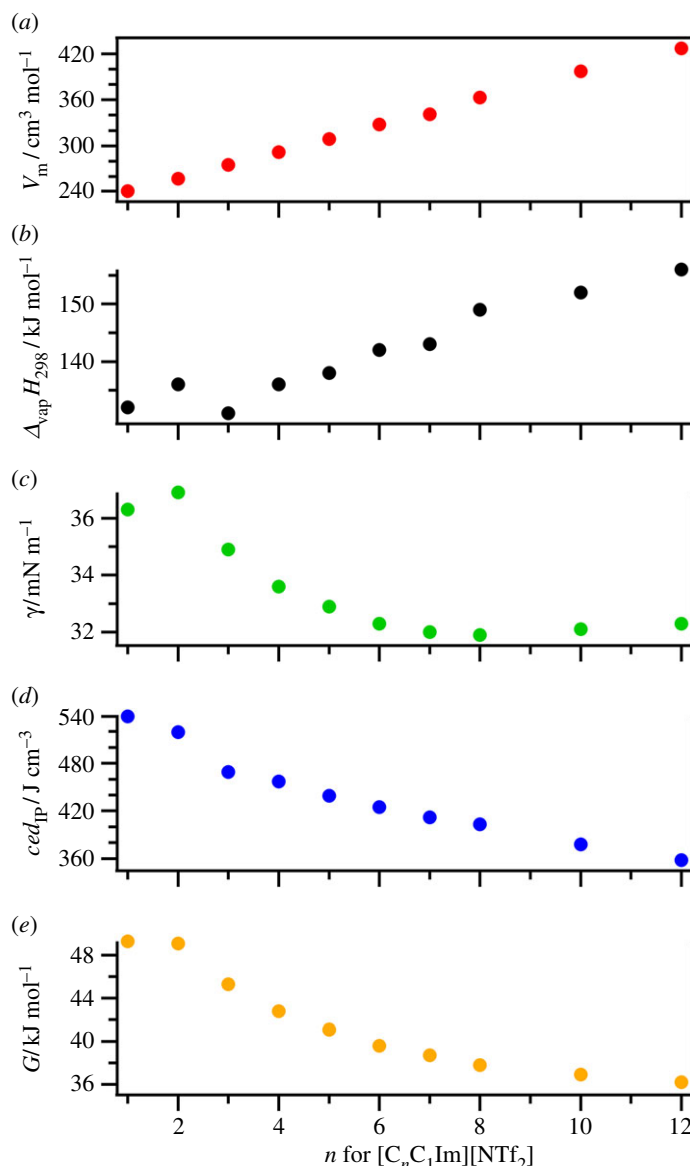 (a)
420
360
300
240
Vm / cm³ mol⁻¹
(b)
150
140
ΔvapH298 / kJ mol⁻¹
(c)
36
34
32
γ/mN m⁻¹
(d)
540
480
420
360
cedIP / J cm⁻³
(e)
48
44
40
36
G/kJ mol⁻¹
2 4 6 8 10 12
n for [CnC1Im][NTf2]